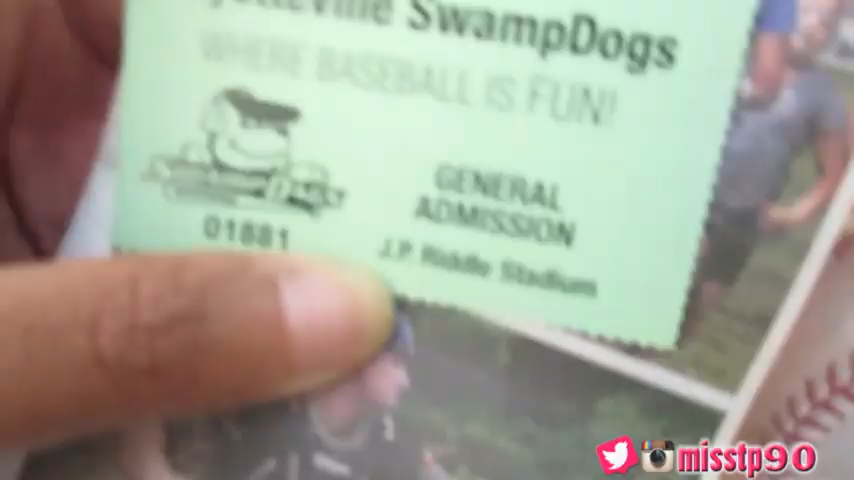 SwampDogs
WHERE BASEBALL IS FUN!
GENERAL
ADMISSION
01881
J.P. Riddle Stadium
misstp90